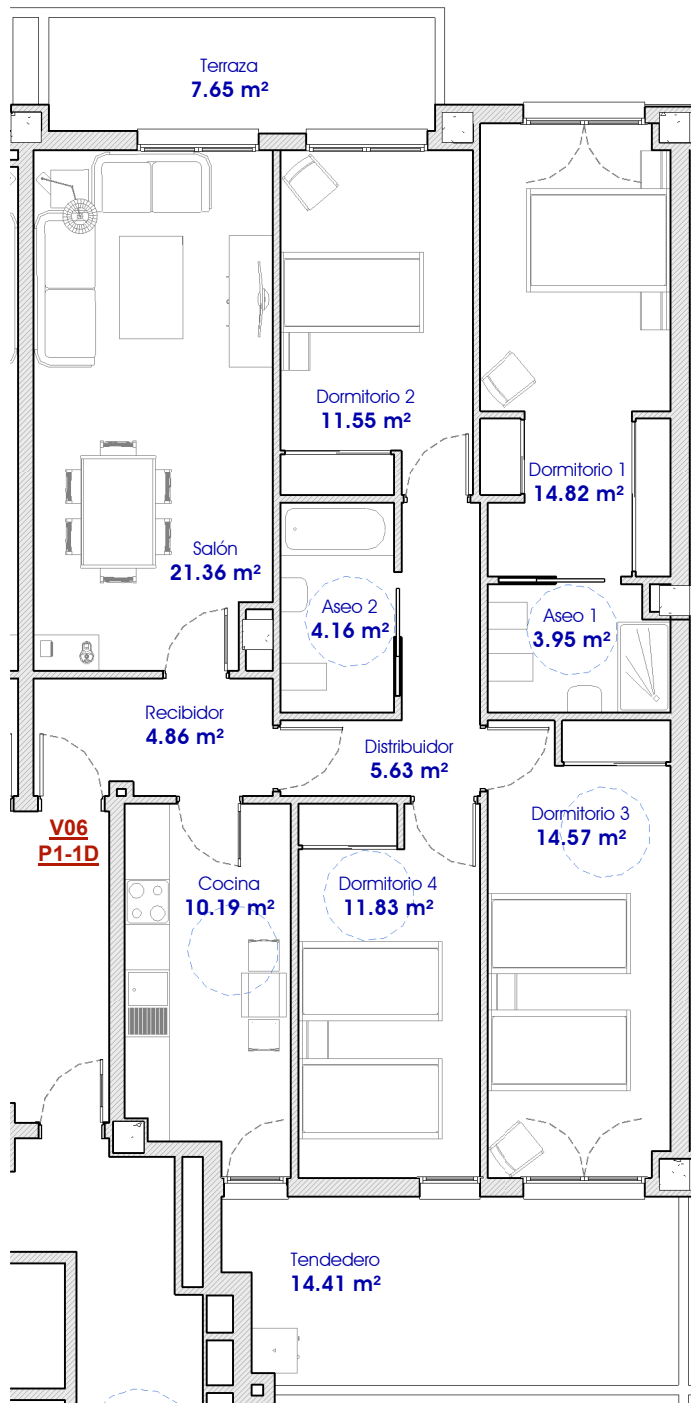 Terraza
7.65 m²
Dormitorio 2
11.55 m²
Dormitorio 1
14.82 m²
Salón
21.36 m²
Aseo 2
4.16 m²
Aseo 1
3.95 m²
Recibidor
4.86 m²
Distribuidor
5.63 m²
V06
P1-1D
Dormitorio 3
14.57 m²
Cocina
10.19 m²
Dormitorio 4
11.83 m²
Tendedero
14.41 m²